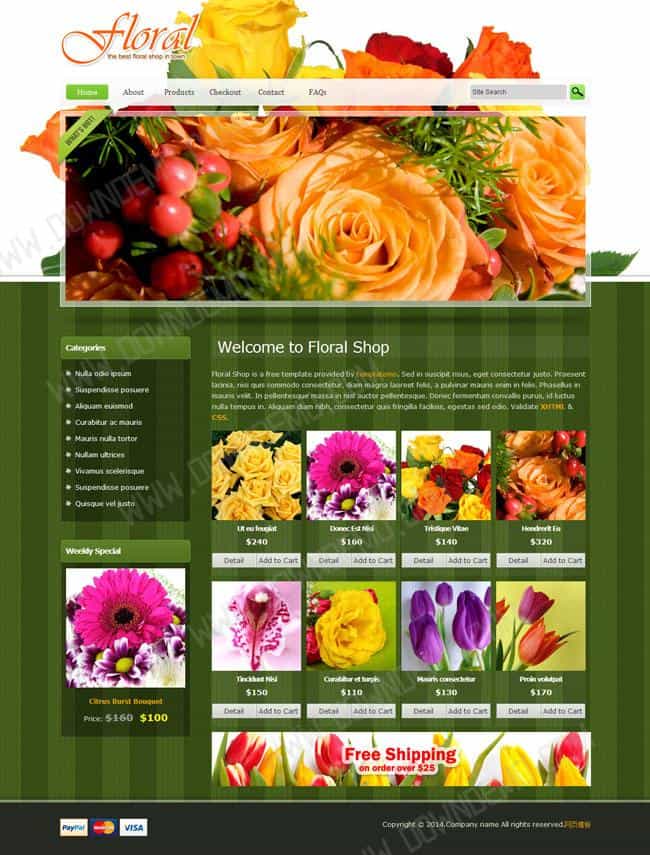 Floral
the best floral shop in town
Home About Products Checkout Contact FAQs
Site Search
WHAT'S HOT!
Categories
Nulla odio ipsum
Suspendisse posuere
Aliquam euismod
Curabitur ac mauris
Mauris nulla tortor
Nullam ultrices
Vivamus scelerisque
Suspendisse posuere
Quisque vel justo
Weekly Special
Citrus Burst Bouquet
Price: $160 $100
Welcome to Floral Shop
Floral Shop is a free template provided by templatemo. Sed in suscipit risus, eget consectetur justo. Praesent
lacinia, nisi quis commodo consectetur, diam magna laoreet felis, a pulvinar mauris enim in felis. Phasellus in
mauris velit. In pellentesque massa in nisl auctor pellentesque. Donec fermentum convallis purus, id luctus
nulla tempus in. Aliquam diam nibh, consectetur quis fringilla facilisis, egestas sed odio. Validate XHTML &
CSS.
Ut eu feugiat Donec Est Nisi Tristique Vitae Hendrerit Eu
$240 $160 $140 $320
Detail Add to Cart Detail Add to Cart Detail Add to Cart Detail Add to Cart
Tincidunt Nisi Curabitur et turpis Mauris consectetur Proin volutpat
$150 $110 $130 $170
Detail Add to Cart Detail Add to Cart Detail Add to Cart Detail Add to Cart
Free Shipping
on order over $25
PayPal MasterCard VISA
Copyright © 2014.Company name All rights reserved.网页模板